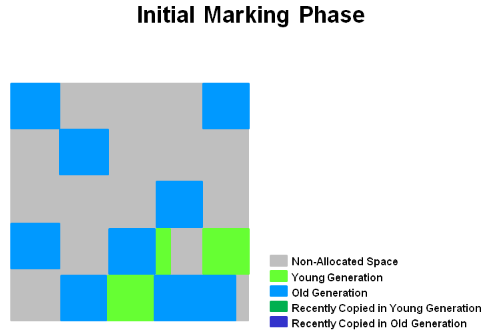 Initial Marking Phase
Non-Allocated Space
Young Generation
Old Generation
Recently Copied in Young Generation
Recently Copied in Old Generation